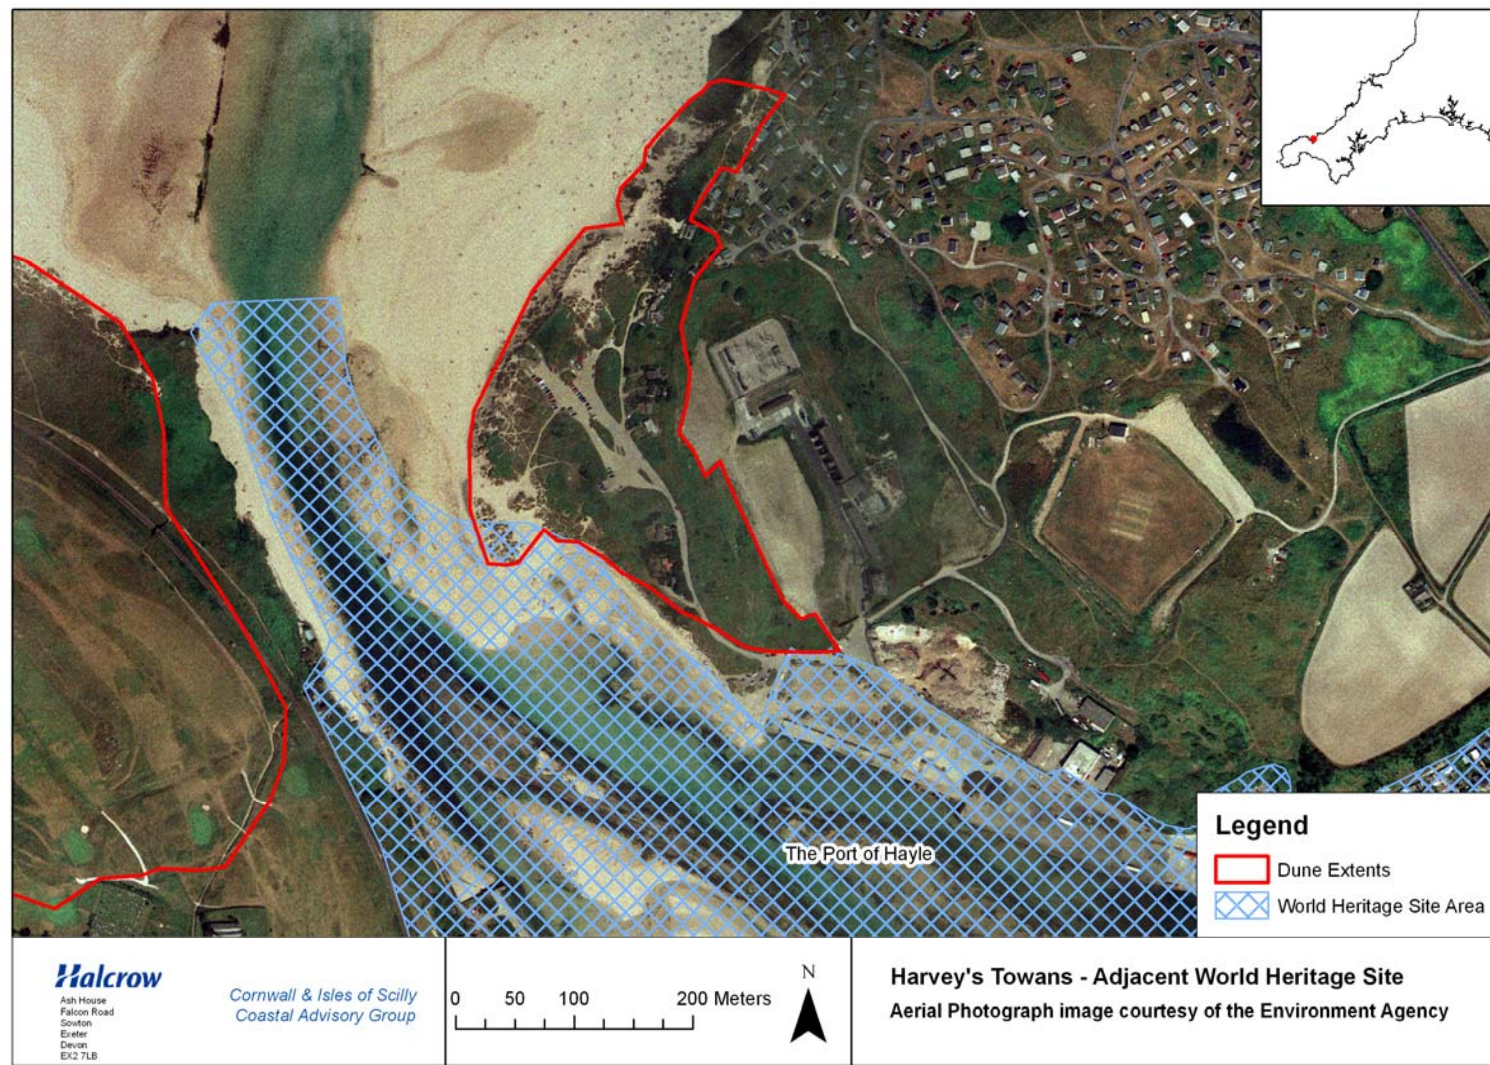 The Port of Hayle
Legend
Dune Extents
World Heritage Site Area
Halcrow
Ash House
Falcon Road
Sowton
Exeter
Devon
EX2 7LB
Cornwall & Isles of Scilly
Coastal Advisory Group
0 50 100 200 Meters
N
Harvey's Towans - Adjacent World Heritage Site
Aerial Photograph image courtesy of the Environment Agency